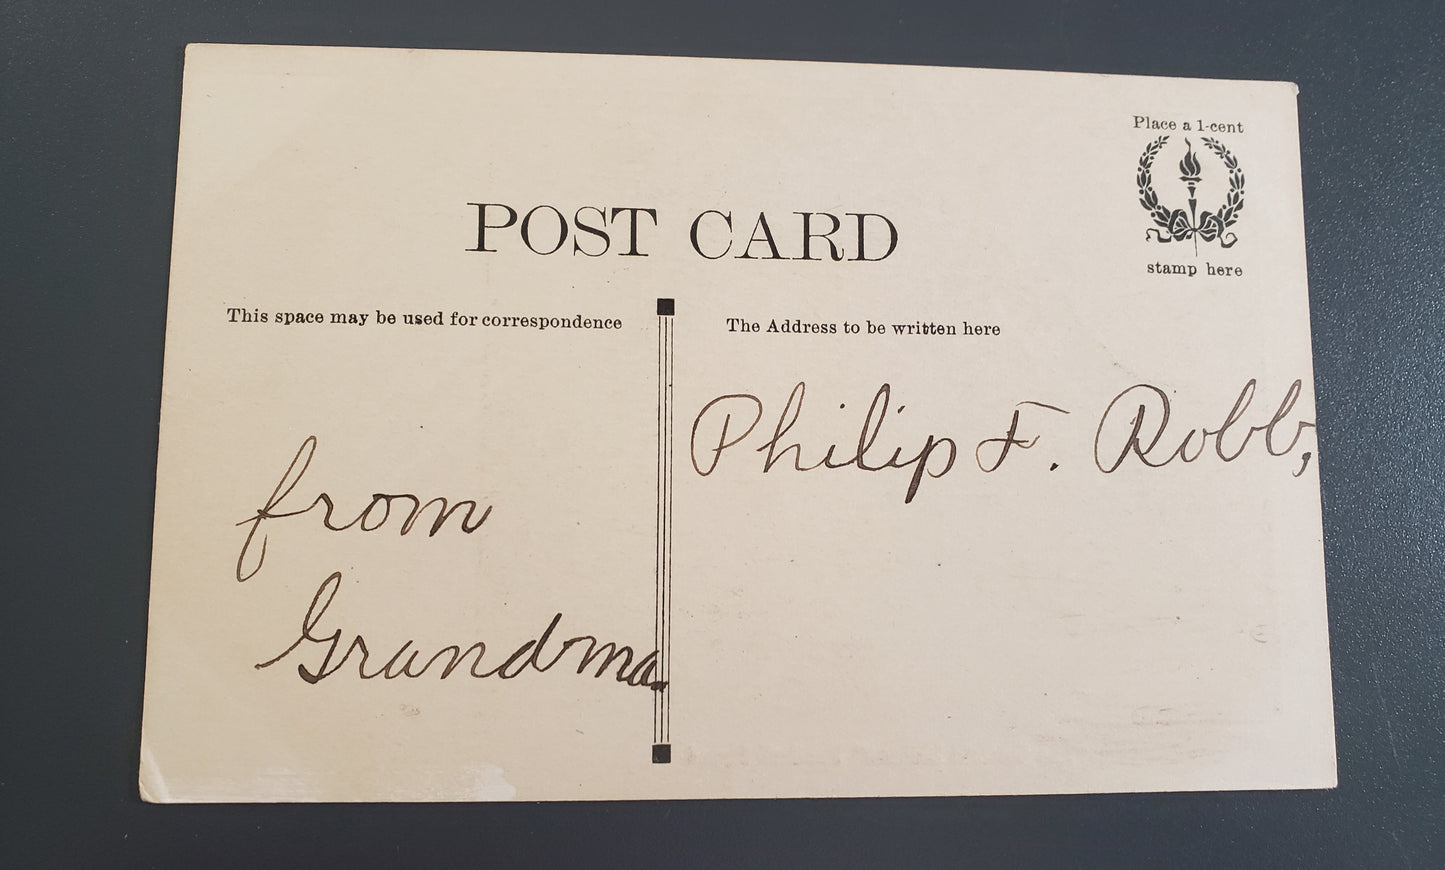 Place a 1-cent
stamp here
POST CARD
This space may be used for correspondence
The Address to be written here
from
Grandma.
Philip F. Robb,